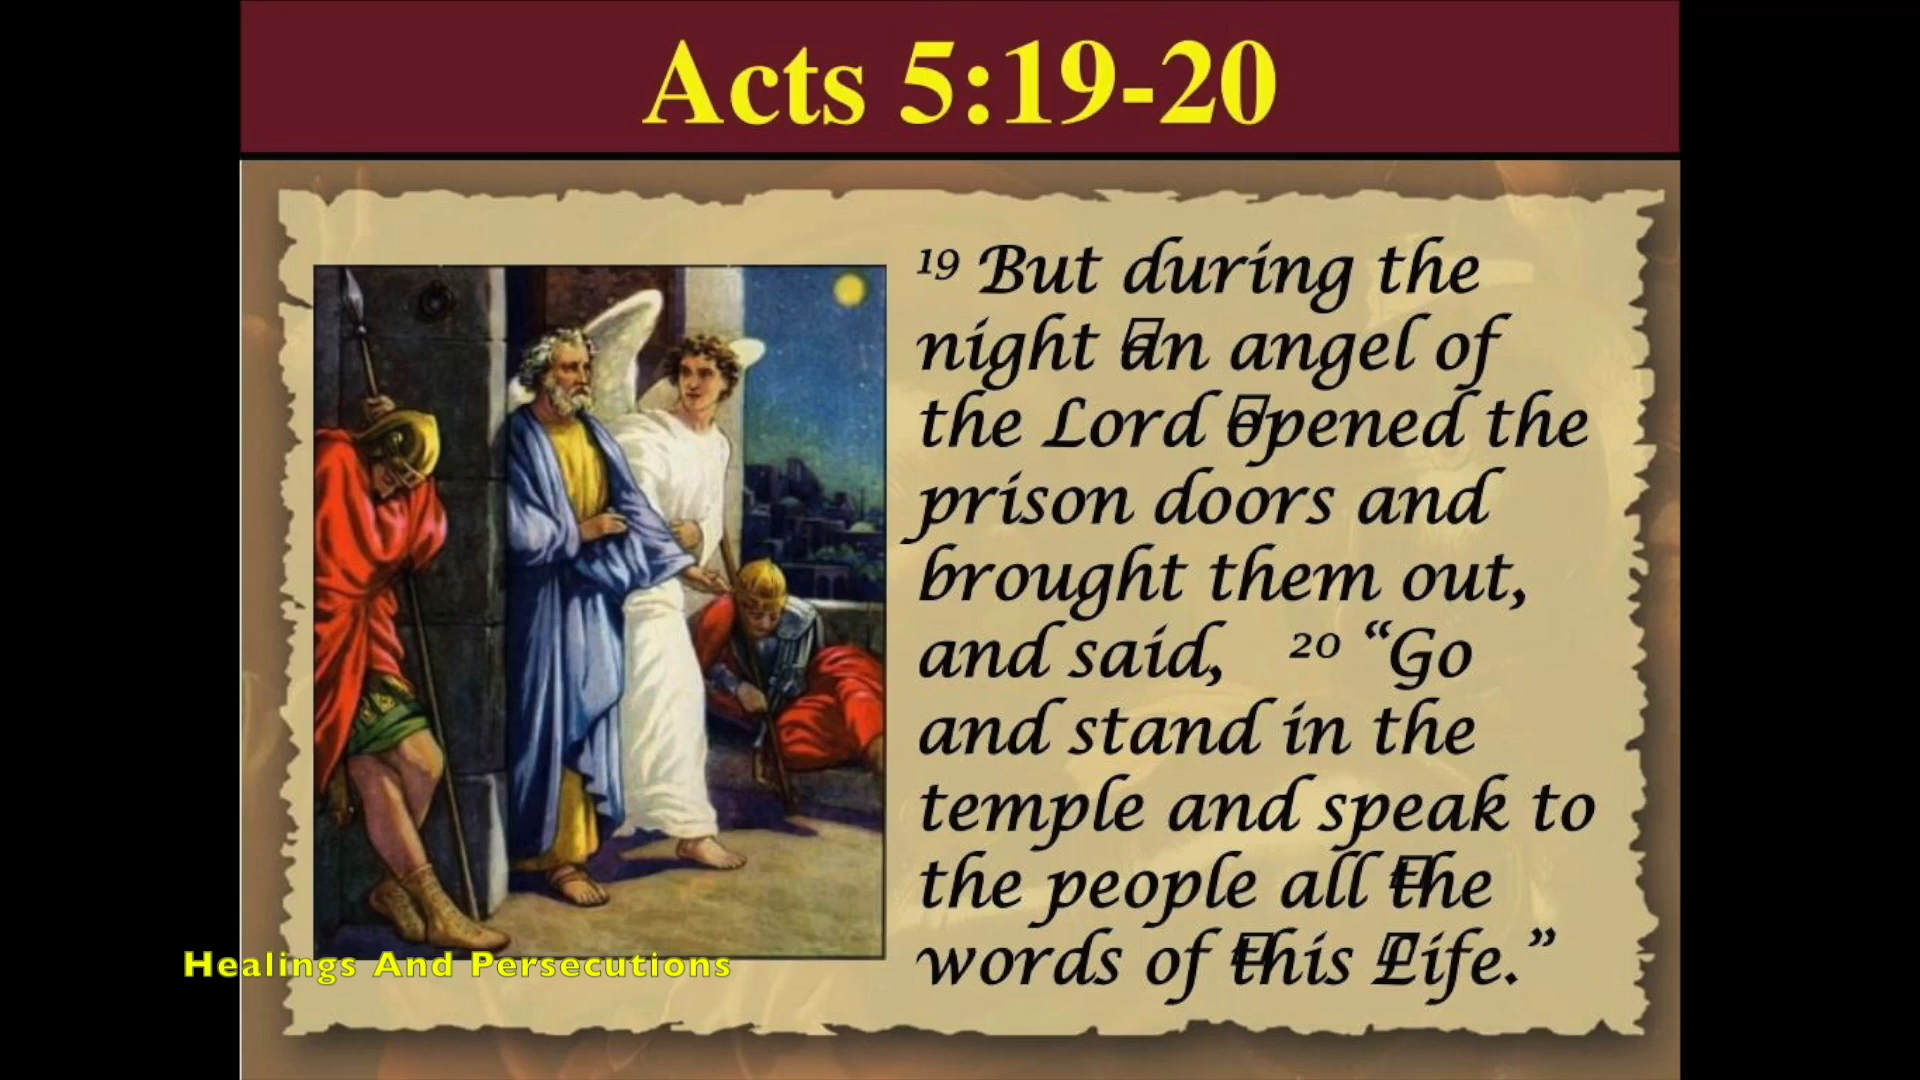 Acts 5:19-20
19 But during the
night an angel of
the Lord opened the
prison doors and
brought them out,
and said, 20 “Go
and stand in the
temple and speak to
the people all the
words of this Life.”
Healings And Persecutions